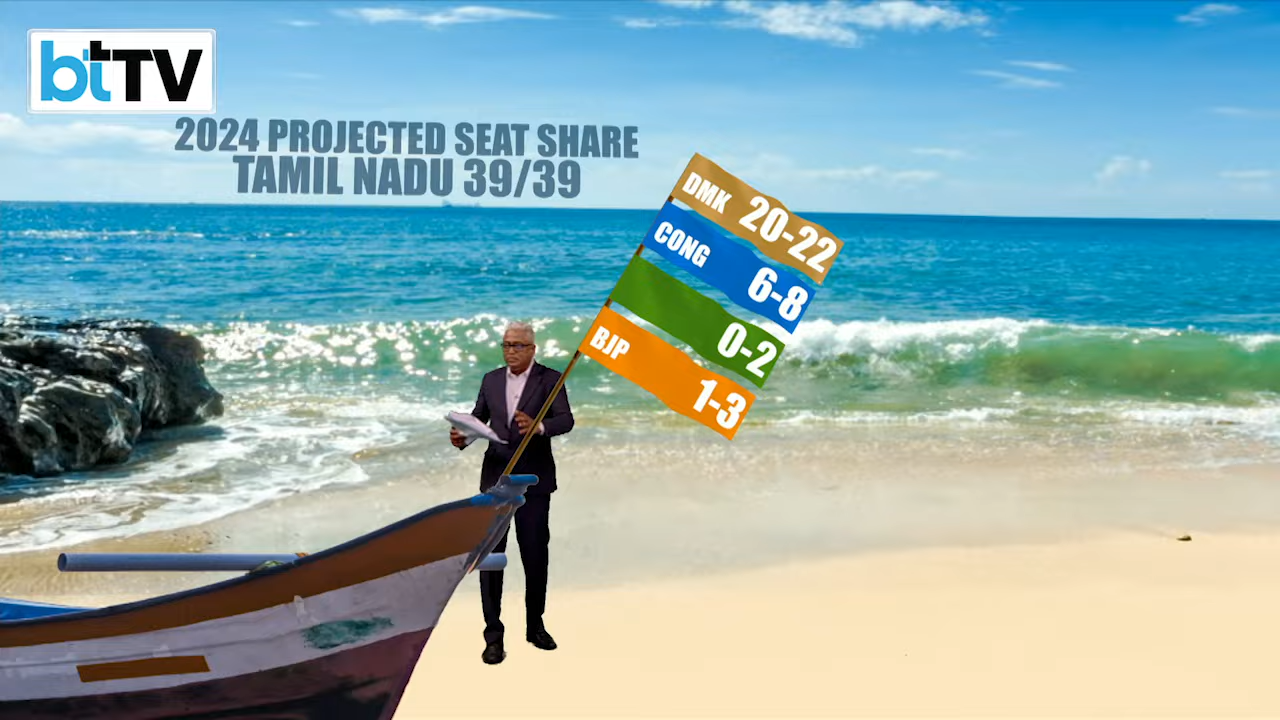 btTV
2024 PROJECTED SEAT SHARE
TAMIL NADU 39/39
DMK 20-22
CONG 6-8
0-2
BJP 1-3